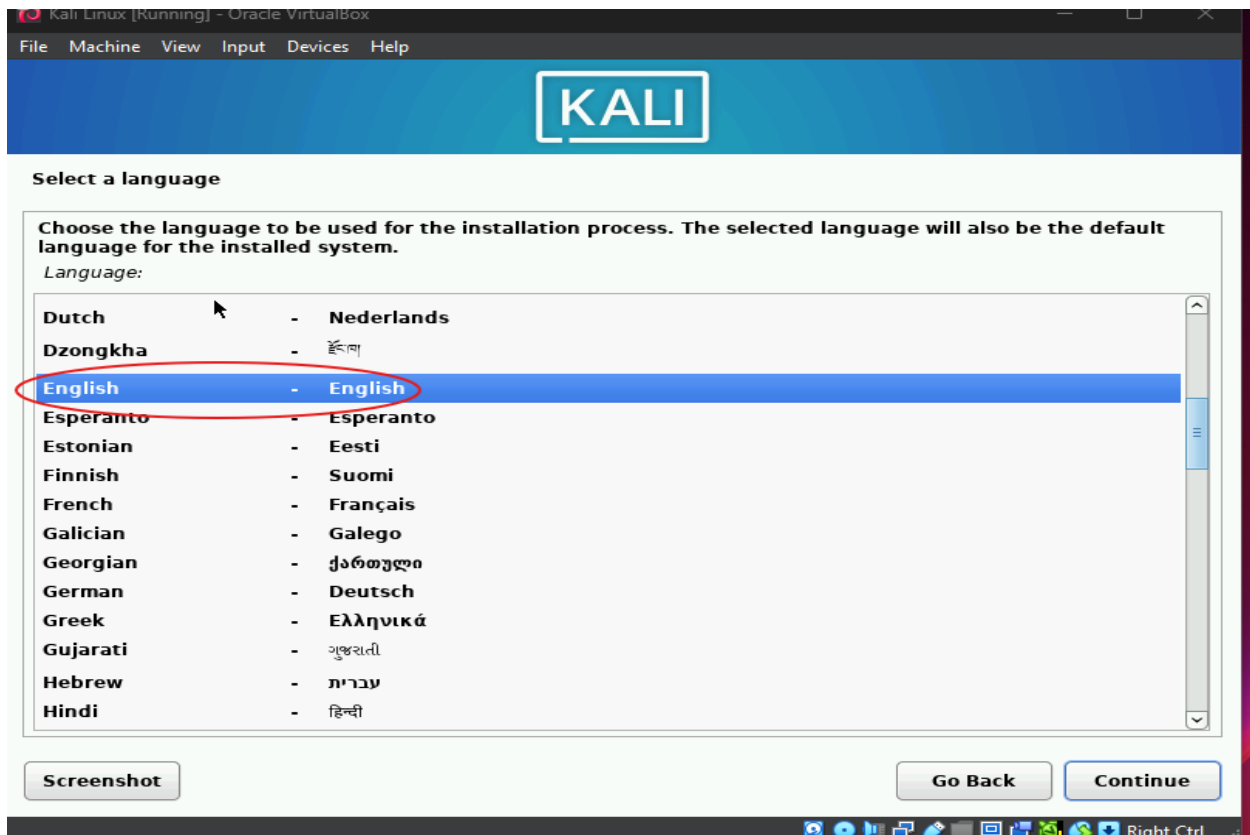 Kali Linux [Running] - Oracle VirtualBox
File Machine View Input Devices Help
KALI
Select a language
Choose the language to be used for the installation process. The selected language will also be the default
language for the installed system.
Language:
Dutch - Nederlands
Dzongkha - རྫོང་ཁ།
English - English
Esperanto - Esperanto
Estonian - Eesti
Finnish - Suomi
French - Français
Galician - Galego
Georgian - ქართული
German - Deutsch
Greek - Ελληνικά
Gujarati - ગુજરાતી
Hebrew - עברית
Hindi - हिन्दी
Screenshot Go Back Continue
Right Ctrl